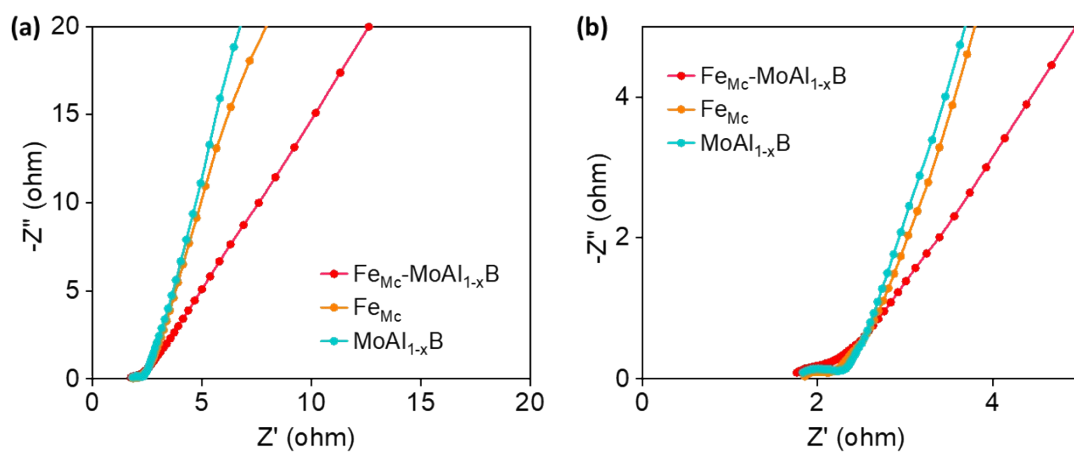 (a)
20
15
10
5
0
-Z" (ohm)
Fe_Mc-MoAl_1-xB
Fe_Mc
MoAl_1-xB
0 5 10 15 20
Z' (ohm)
(b)
4
2
0
-Z" (ohm)
Fe_Mc-MoAl_1-xB
Fe_Mc
MoAl_1-xB
0 2 4
Z' (ohm)